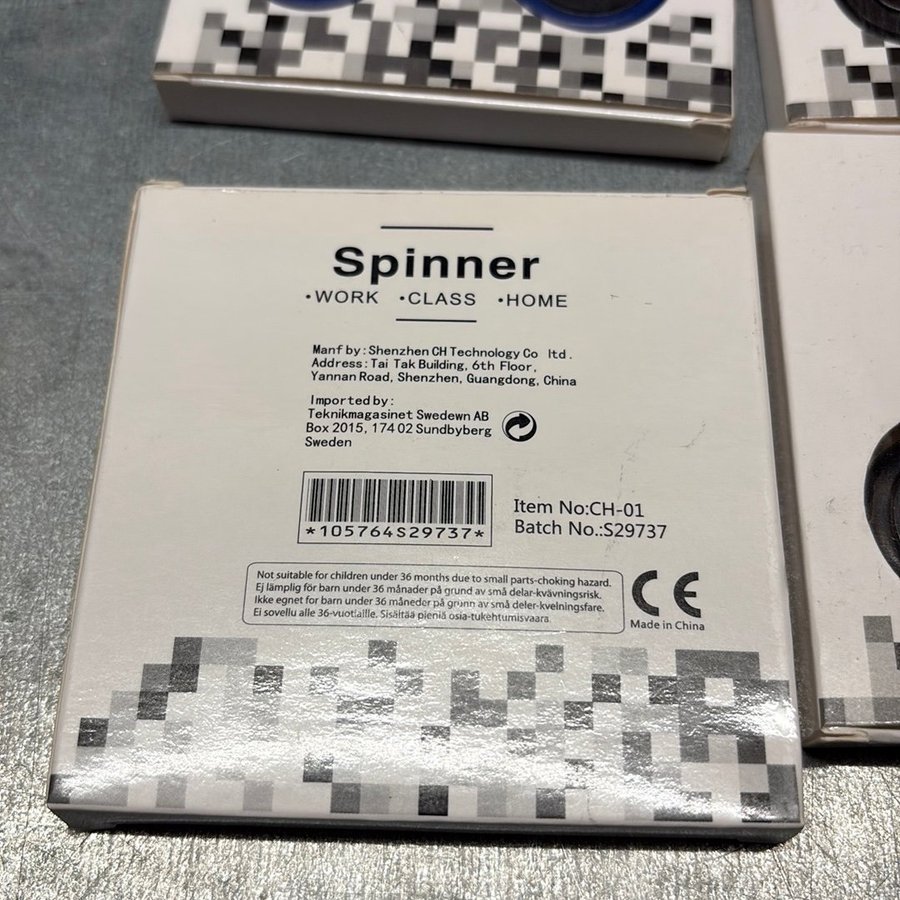 Spinner
•WORK •CLASS •HOME
Manf by:Shenzhen CH Technology Co ltd.
Address:Tai Tak Building, 6th Floor,
Yannan Road, Shenzhen, Guangdong, China
Imported by:
Teknikmagasinet Swedewn AB
Box 2015, 174 02 Sundbyberg
Sweden
*105764S29737*
Item No:CH-01
Batch No.:S29737
Not suitable for children under 36 months due to small parts-choking hazard.
Ej lämplig för barn under 36 månader på grund av små delar-kvävningsrisk.
Ikke egnet for barn under 36 måneder på grunn av små deler-kvelningsfare.
Ei sovellu alle 36-vuotiaille. Sisältää pieniä osia-tukehtumisvaara.
CE
Made in China